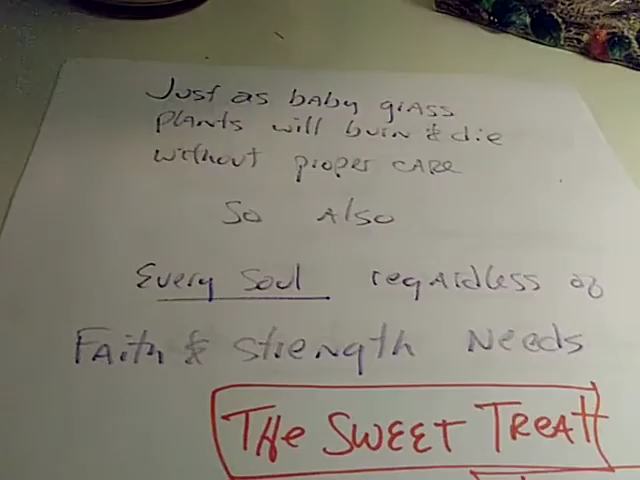 Just as baby grass
plants will burn & die
without proper care
So Also
Every Soul regardless of
Faith & Strength Needs
THE SWEET TREAT